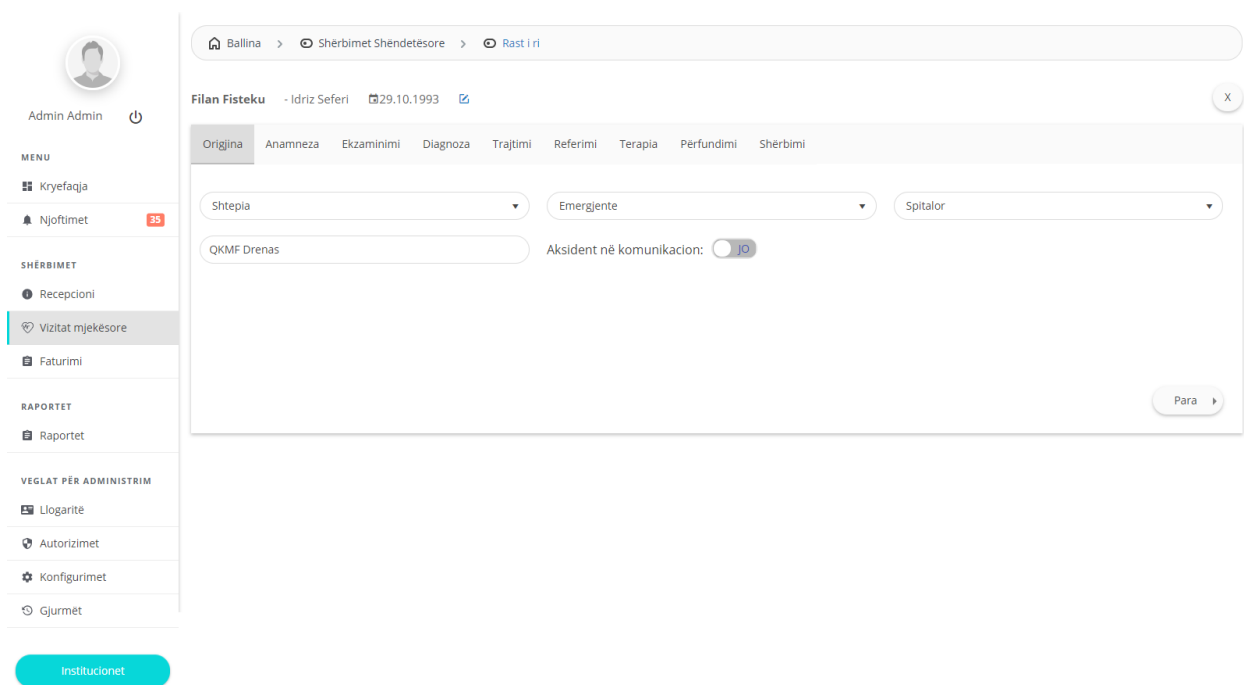 Ballina > Shërbimet Shëndetësore > Rast i ri
Admin Admin
MENU
Kryefaqja
Njoftimet 35
SHËRBIMET
Recepcioni
Vizitat mjekësore
Faturimi
RAPORTET
Raportet
VEGLAT PËR ADMINISTRIM
Llogaritë
Autorizimet
Konfigurimet
Gjurmët
Institucionet
Filan Fisteku - Idriz Seferi 29.10.1993 X
Origjina Anamneza Ekzaminimi Diagnoza Trajtimi Referimi Terapia Përfundimi Shërbimi
Shtepia Emergjente Spitalor
QKMF Drenas Aksident në komunikacion: JO
Para